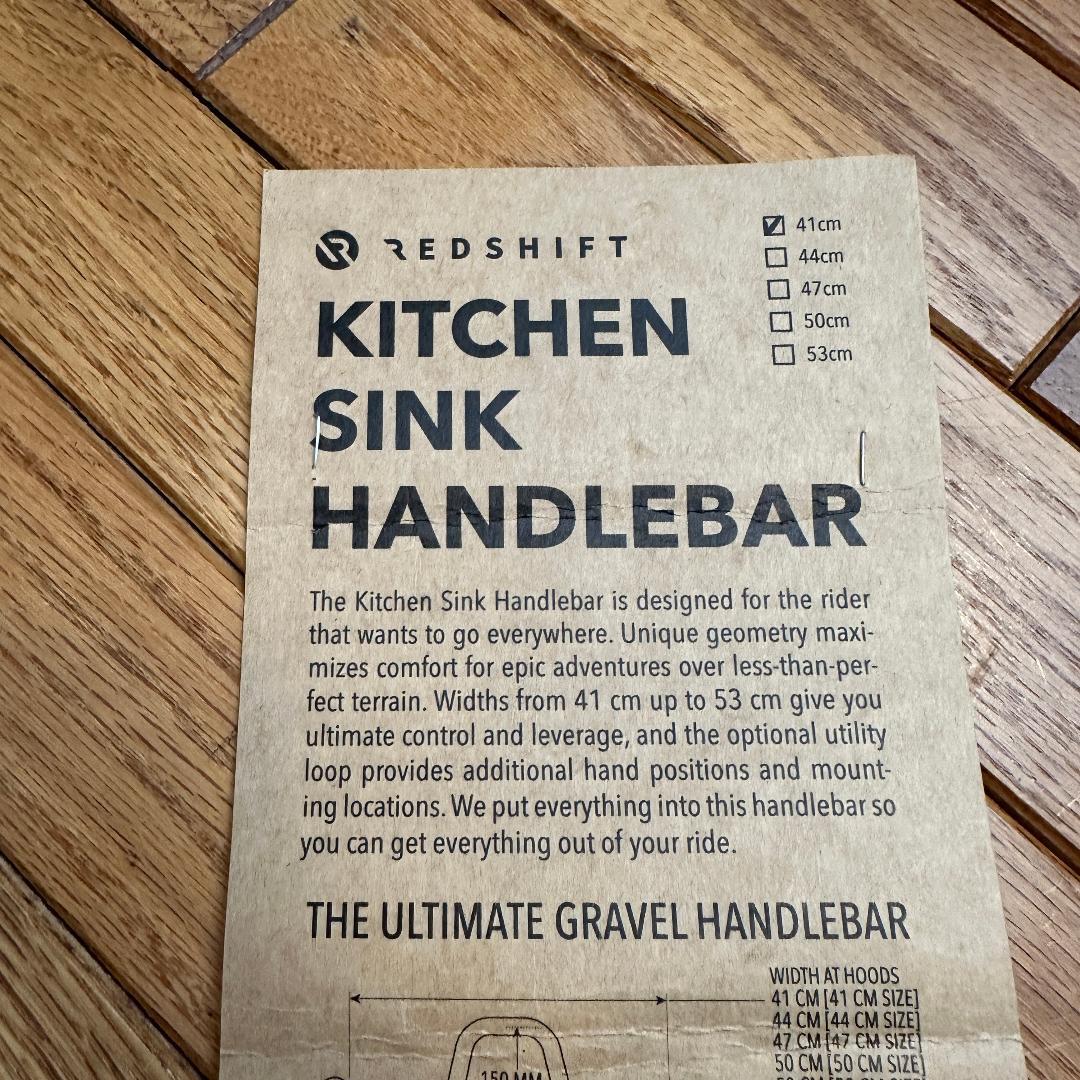 REDSHIFT
41cm
44cm
47cm
50cm
53cm
KITCHEN
SINK
HANDLEBAR
The Kitchen Sink Handlebar is designed for the rider
that wants to go everywhere. Unique geometry maxi-
mizes comfort for epic adventures over less-than-per-
fect terrain. Widths from 41 cm up to 53 cm give you
ultimate control and leverage, and the optional utility
loop provides additional hand positions and mount-
ing locations. We put everything into this handlebar so
you can get everything out of your ride.
THE ULTIMATE GRAVEL HANDLEBAR
WIDTH AT HOODS
41 CM [41 CM SIZE]
44 CM [44 CM SIZE]
47 CM [47 CM SIZE]
50 CM [50 CM SIZE]
150 MM